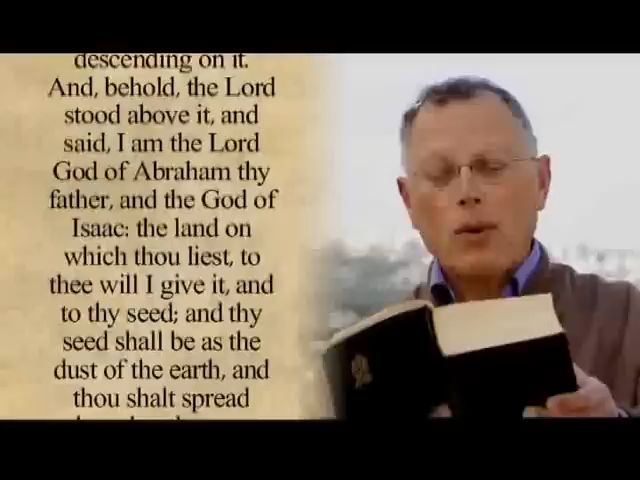 descending on it.
And, behold, the Lord
stood above it, and
said, I am the Lord
God of Abraham thy
father, and the God of
Isaac: the land on
which thou liest, to
thee will I give it, and
to thy seed; and thy
seed shall be as the
dust of the earth, and
thou shalt spread